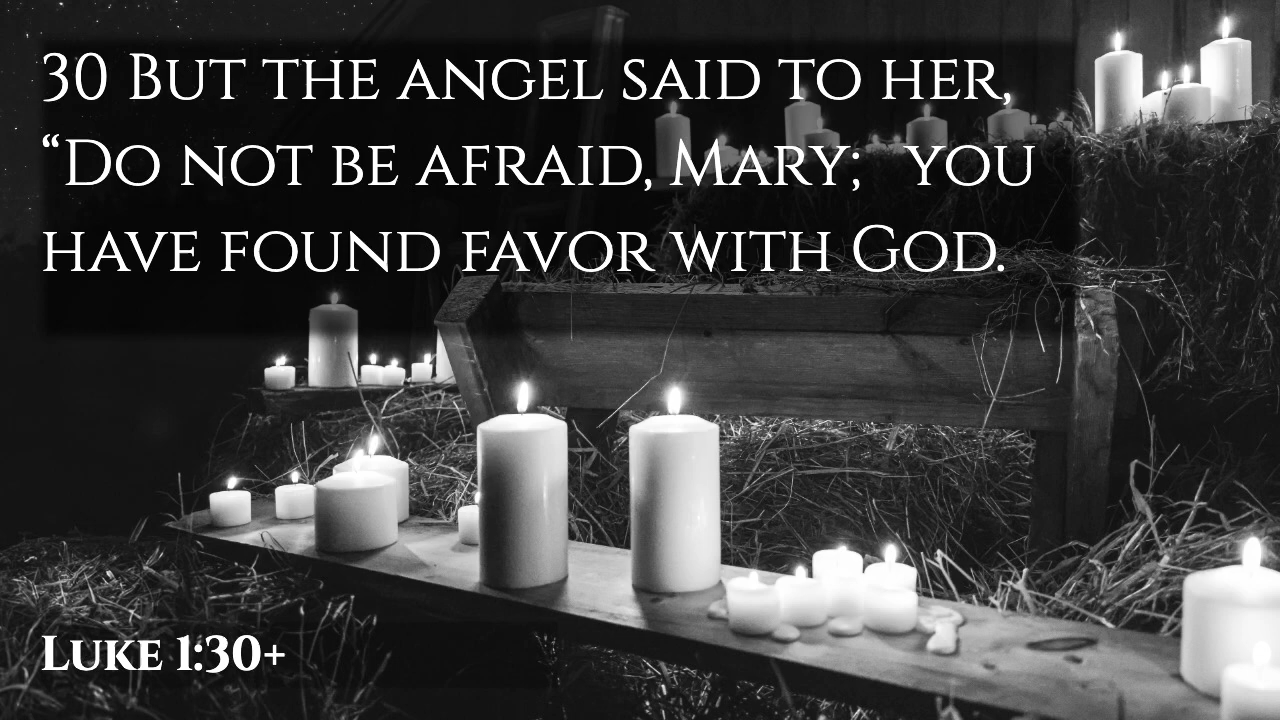 30 But the angel said to her,
“Do not be afraid, Mary;  you
have found favor with God.
Luke 1:30+